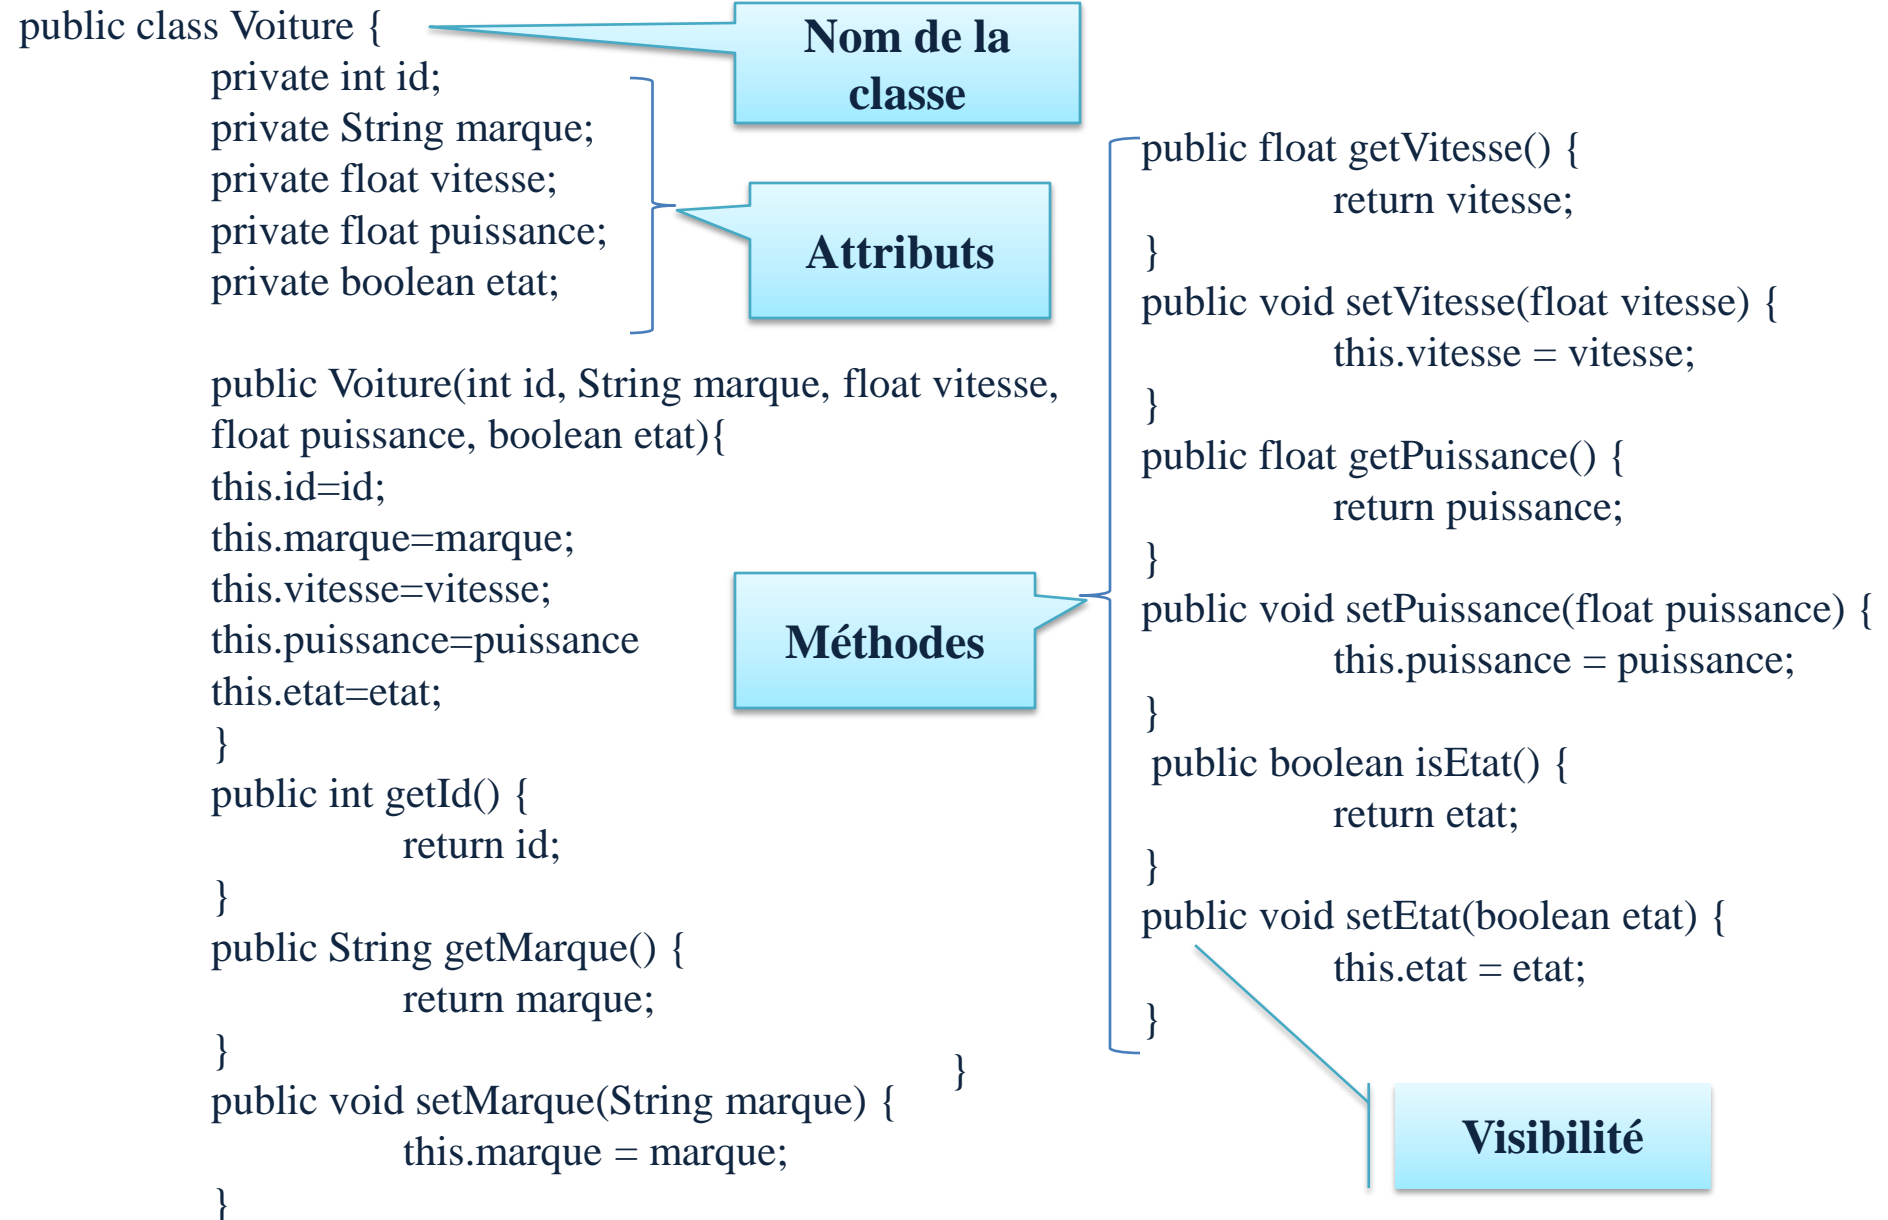 public class Voiture {
private int id;
private String marque;
private float vitesse;
private float puissance;
private boolean etat;
public Voiture(int id, String marque, float vitesse,
float puissance, boolean etat){
this.id=id;
this.marque=marque;
this.vitesse=vitesse;
this.puissance=puissance
this.etat=etat;
}
public int getId() {
return id;
}
public String getMarque() {
return marque;
}
public void setMarque(String marque) {
this.marque = marque;
}
Nom de la
classe
Attributs
Méthodes
public float getVitesse() {
return vitesse;
}
public void setVitesse(float vitesse) {
this.vitesse = vitesse;
}
public float getPuissance() {
return puissance;
}
public void setPuissance(float puissance) {
this.puissance = puissance;
}
public boolean isEtat() {
return etat;
}
public void setEtat(boolean etat) {
this.etat = etat;
}
}
Visibilité